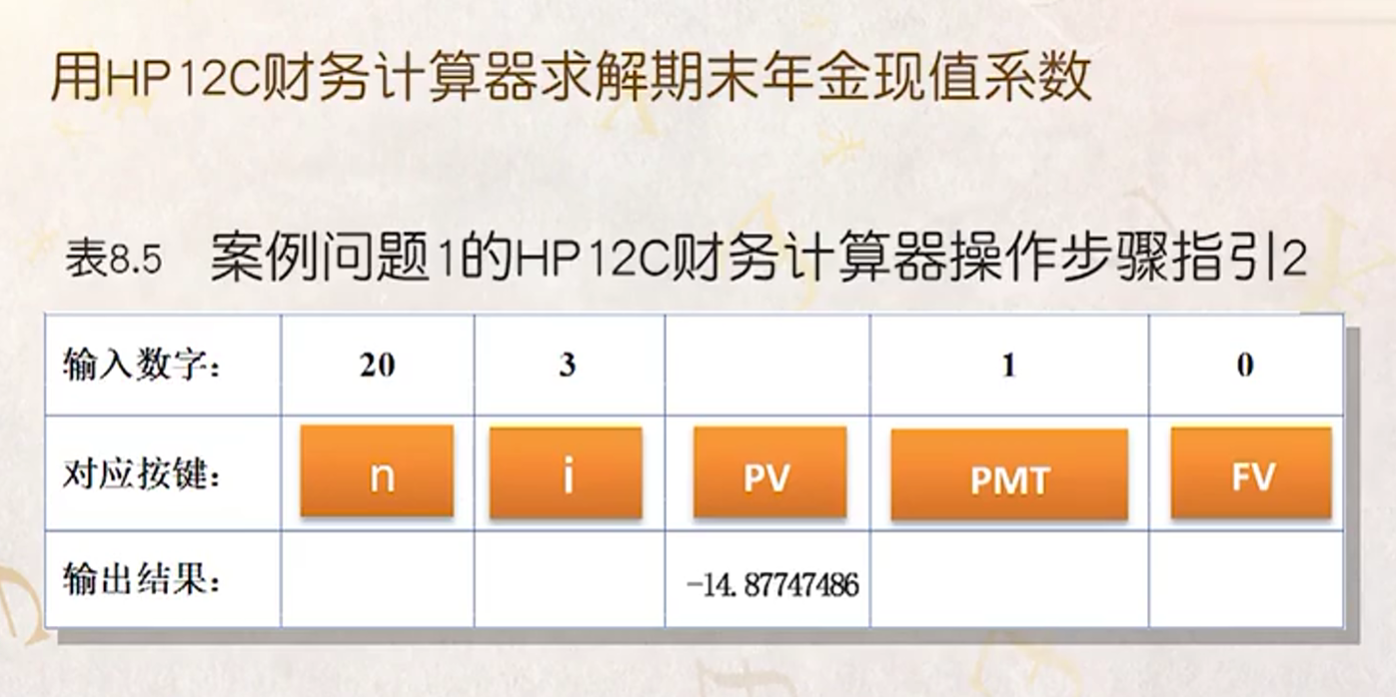 用HP12C财务计算器求解期末年金现值系数
表8.5 案例问题1的HP12C财务计算器操作步骤指引2
输入数字: 20 3 1 0
对应按键: n i PV PMT FV
输出结果: -14.87747486